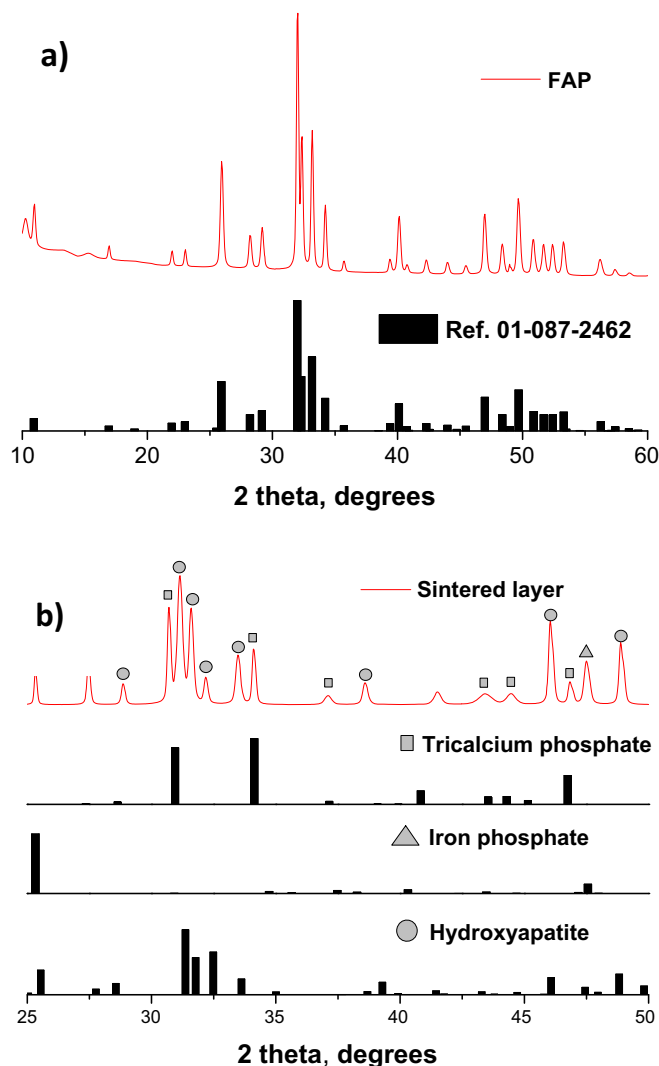 a)
FAP
Ref. 01-087-2462
10 20 30 40 50 60
2 theta, degrees
b)
Sintered layer
Tricalcium phosphate
Iron phosphate
Hydroxyapatite
25 30 35 40 45 50
2 theta, degrees